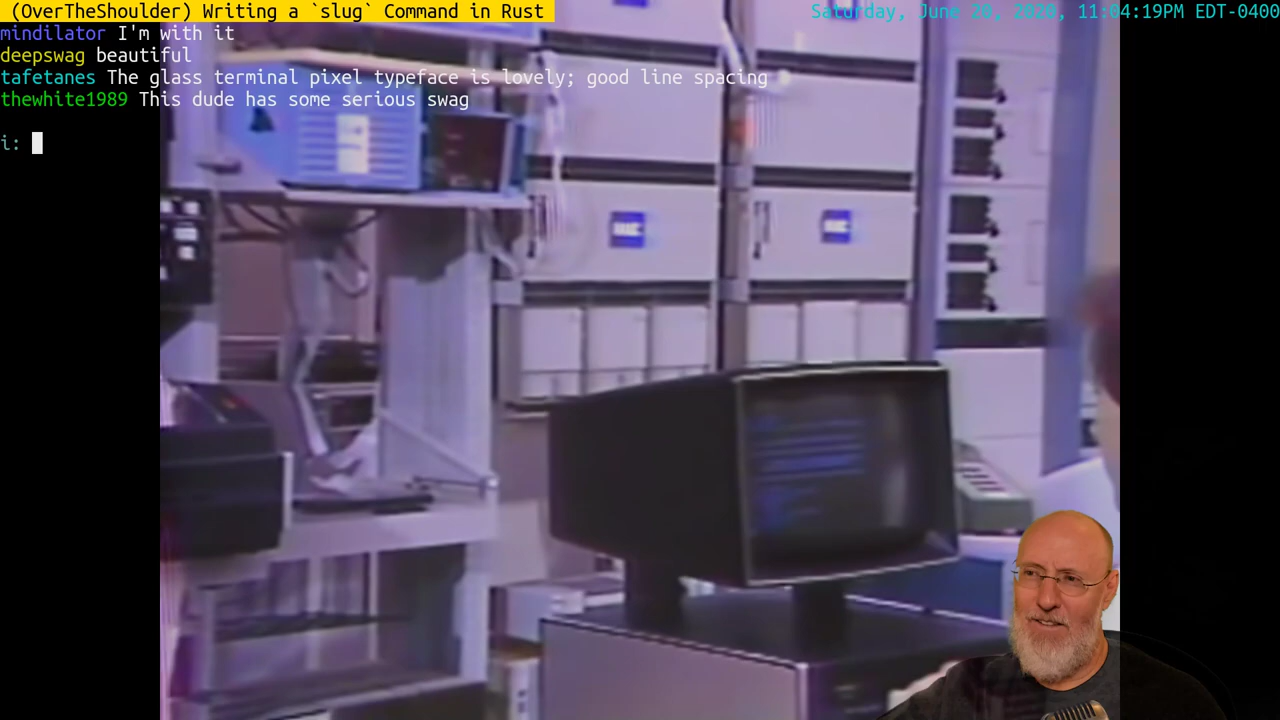 (OverTheShoulder) Writing a `slug` Command in Rust
Saturday, June 20, 2020, 11:04:19PM EDT-0400
mindilator I'm with it
deepswag beautiful
tafetanes The glass terminal pixel typeface is lovely; good line spacing
thewhite1989 This dude has some serious swag
i: